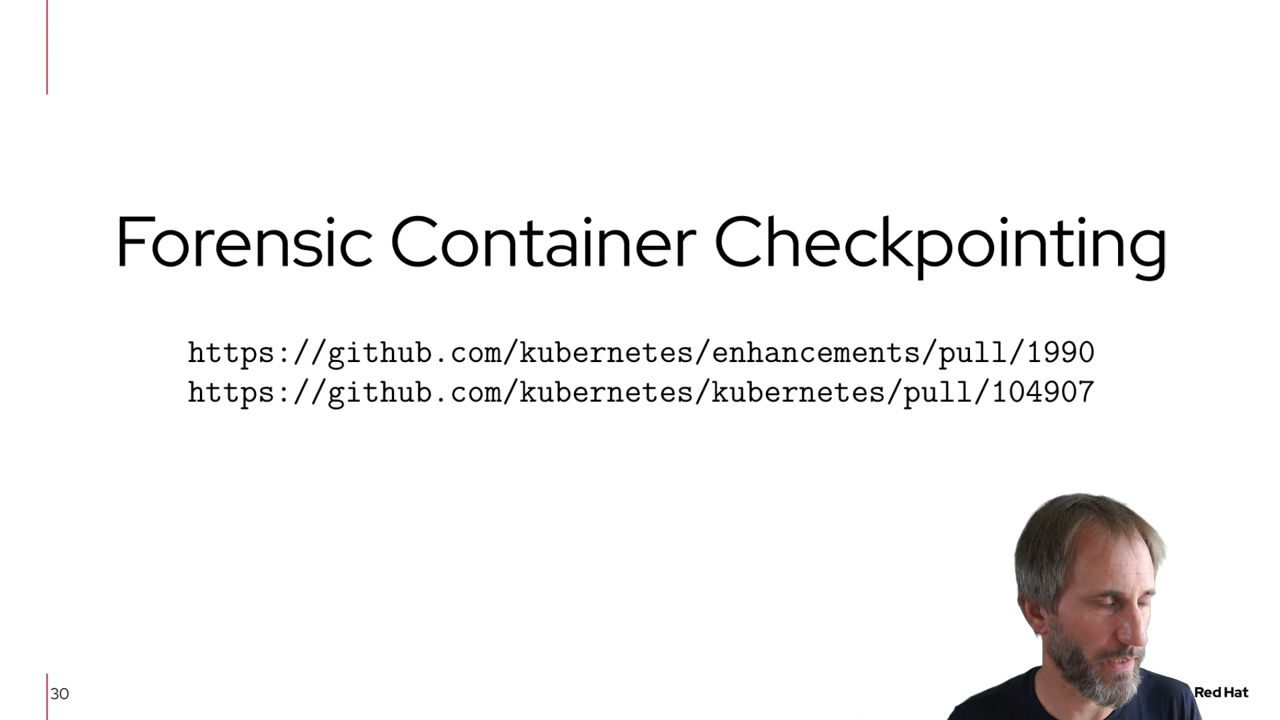 Forensic Container Checkpointing
https://github.com/kubernetes/enhancements/pull/1990
https://github.com/kubernetes/kubernetes/pull/104907
30
Red Hat